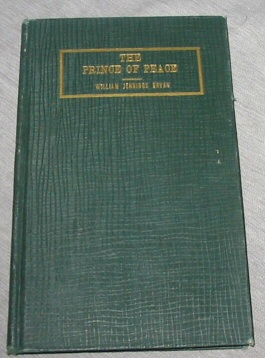 THE
PRINCE OF PEACE
WILLIAM JENNINGS BRYAN